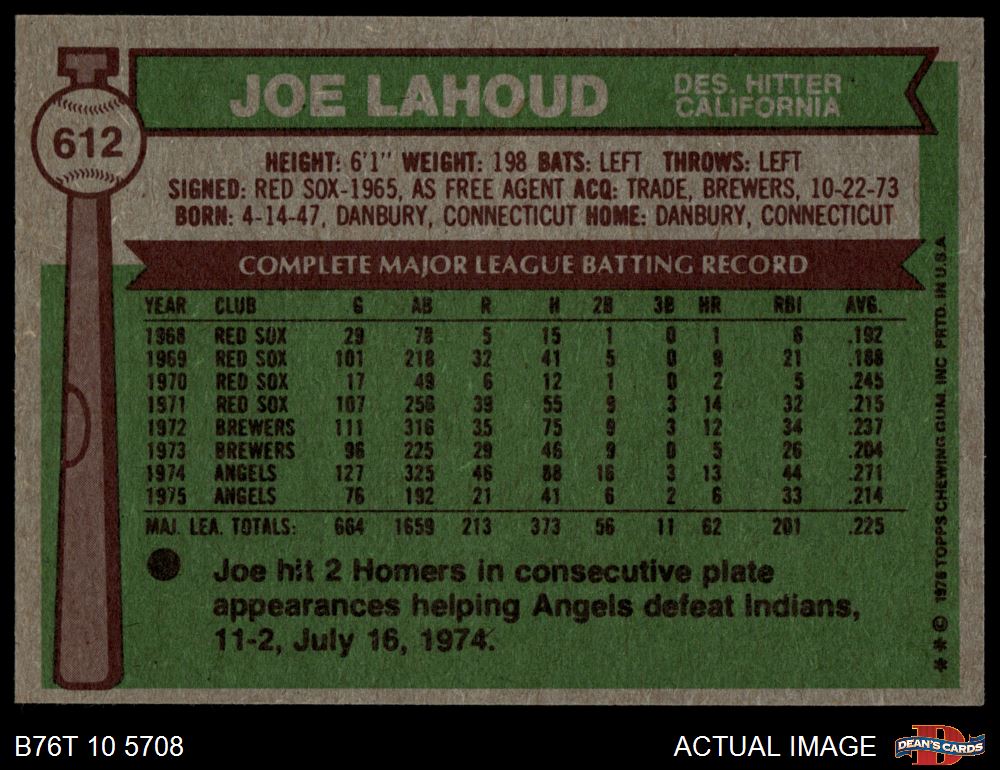 612
JOE LAHOUD
DES. HITTER
CALIFORNIA
HEIGHT: 6'1" WEIGHT: 198 BATS: LEFT THROWS: LEFT
SIGNED: RED SOX-1965, AS FREE AGENT ACQ: TRADE, BREWERS, 10-22-73
BORN: 4-14-47, DANBURY, CONNECTICUT HOME: DANBURY, CONNECTICUT
COMPLETE MAJOR LEAGUE BATTING RECORD
YEAR CLUB G AB R H 2B 3B HR RBI AVG.
1968 RED SOX 29 78 5 15 1 0 1 6 .192
1969 RED SOX 101 218 32 41 5 0 9 21 .188
1970 RED SOX 17 49 6 12 1 0 2 5 .245
1971 RED SOX 107 256 39 55 9 3 14 32 .215
1972 BREWERS 111 316 35 75 9 3 12 34 .237
1973 BREWERS 96 225 29 46 9 0 5 26 .204
1974 ANGELS 127 325 46 88 16 3 13 44 .271
1975 ANGELS 76 192 21 41 6 2 6 33 .214
MAJ. LEA. TOTALS: 664 1659 213 373 56 11 62 201 .225
Joe hit 2 Homers in consecutive plate
appearances helping Angels defeat Indians,
11-2, July 16, 1974.
** © 1976 TOPPS CHEWING GUM, INC PRTD. IN U.S.A.
B76T 10 5708
ACTUAL IMAGE
D
DEAN'S CARDS